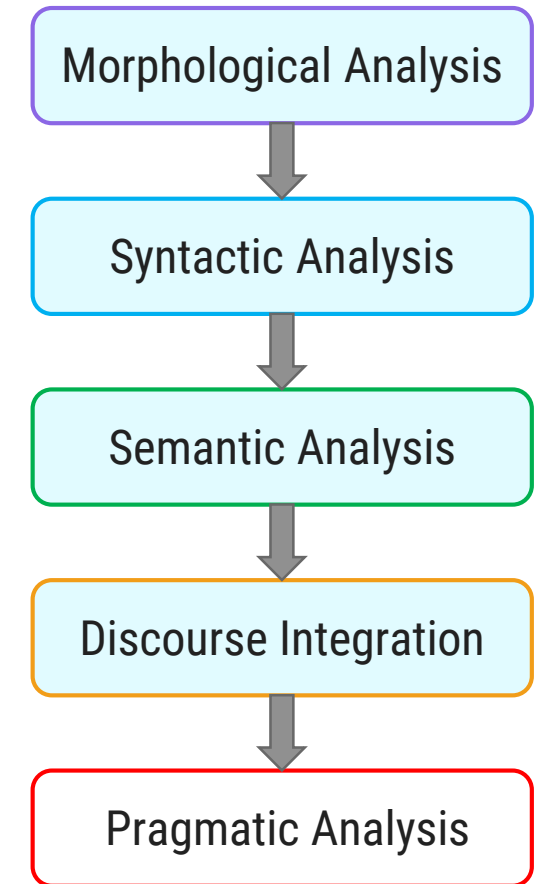 Morphological Analysis
Syntactic Analysis
Semantic Analysis
Discourse Integration
Pragmatic Analysis